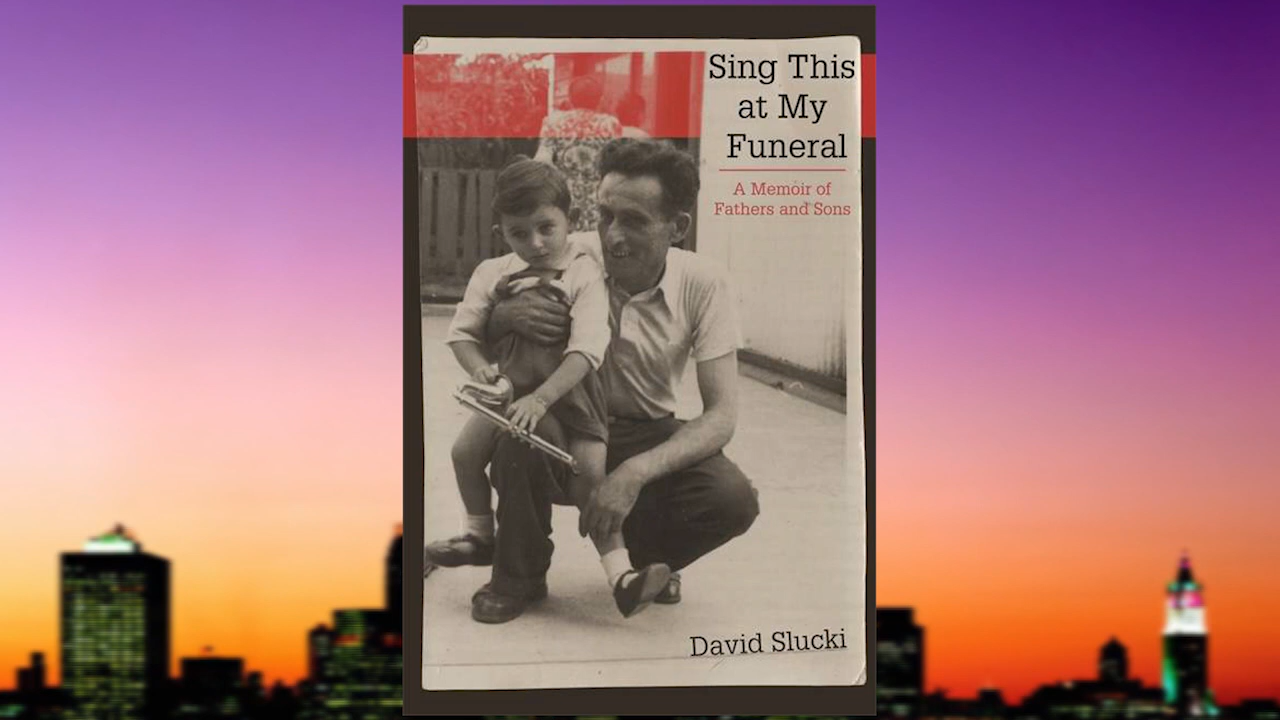 Sing This
at My
Funeral
A Memoir of
Fathers and Sons
David Slucki